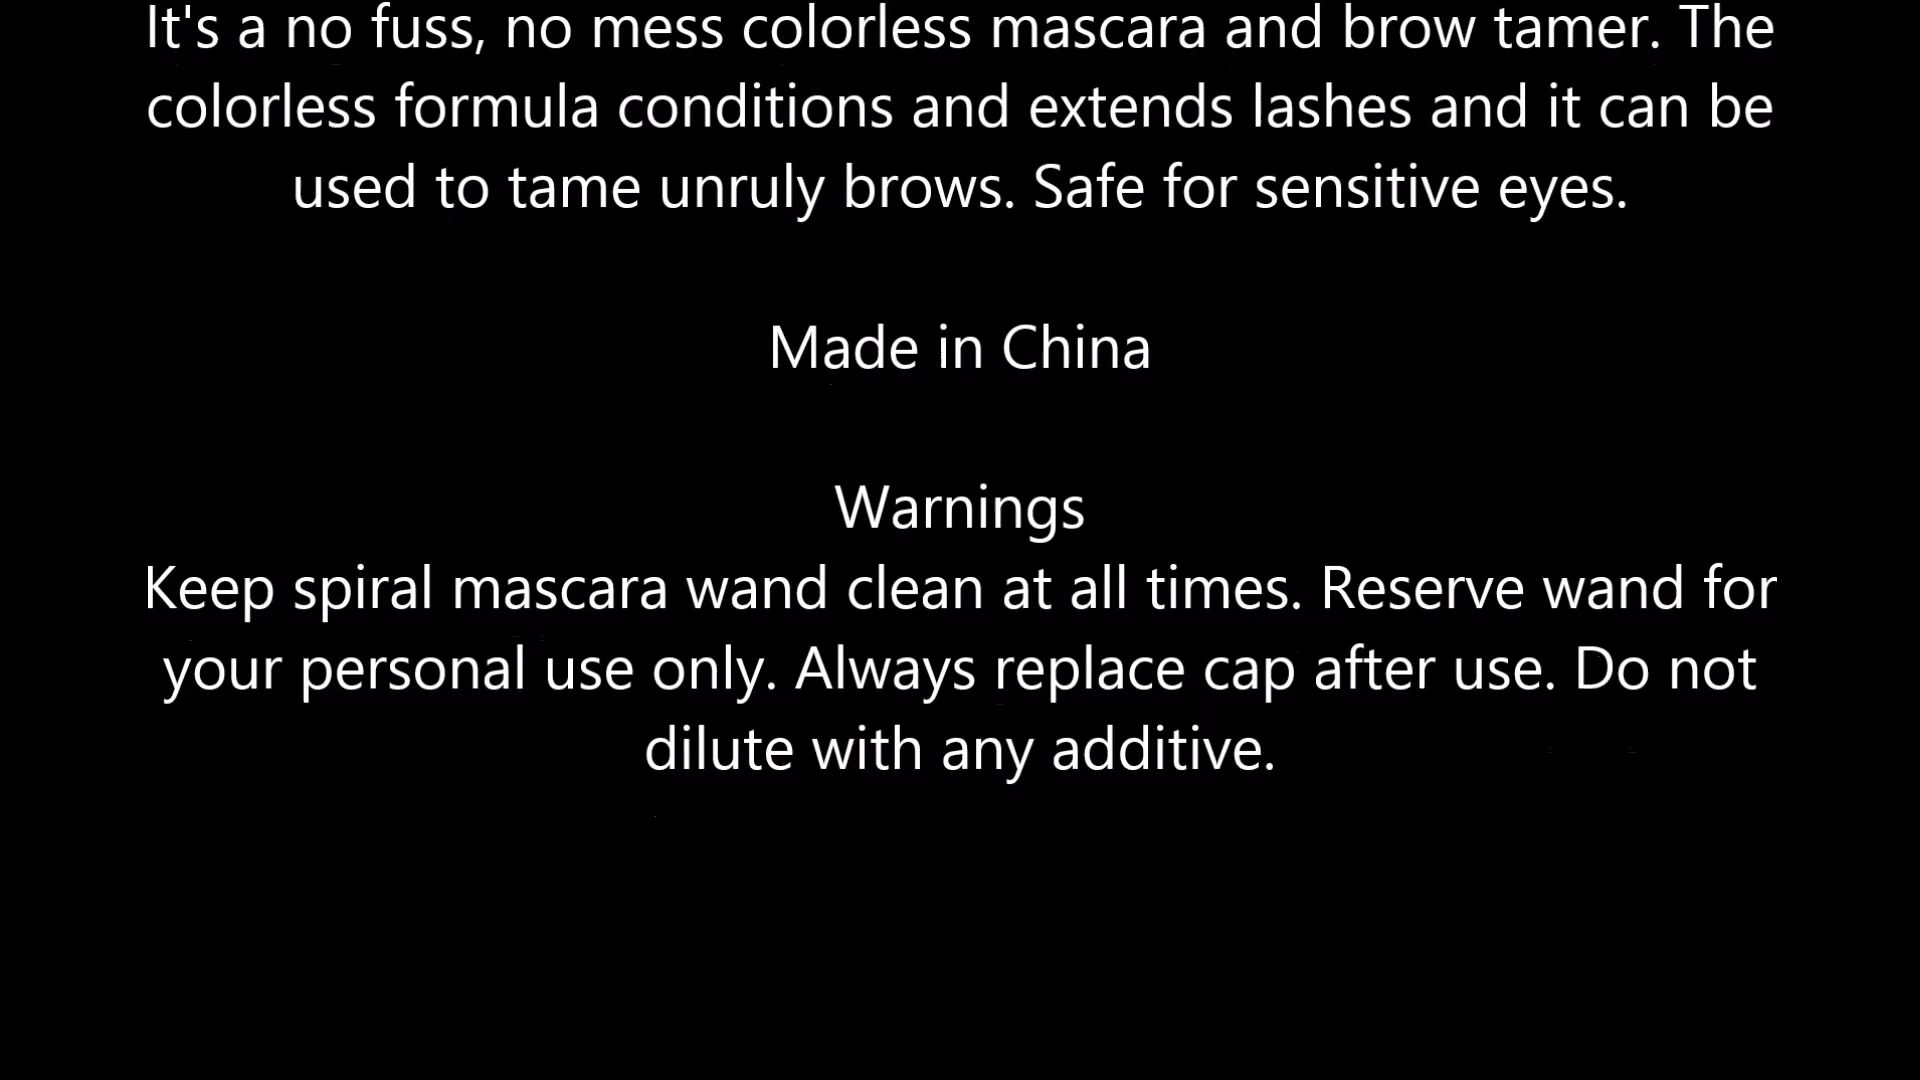 It's a no fuss, no mess colorless mascara and brow tamer. The
colorless formula conditions and extends lashes and it can be
used to tame unruly brows. Safe for sensitive eyes.
Made in China
Warnings
Keep spiral mascara wand clean at all times. Reserve wand for
your personal use only. Always replace cap after use. Do not
dilute with any additive.